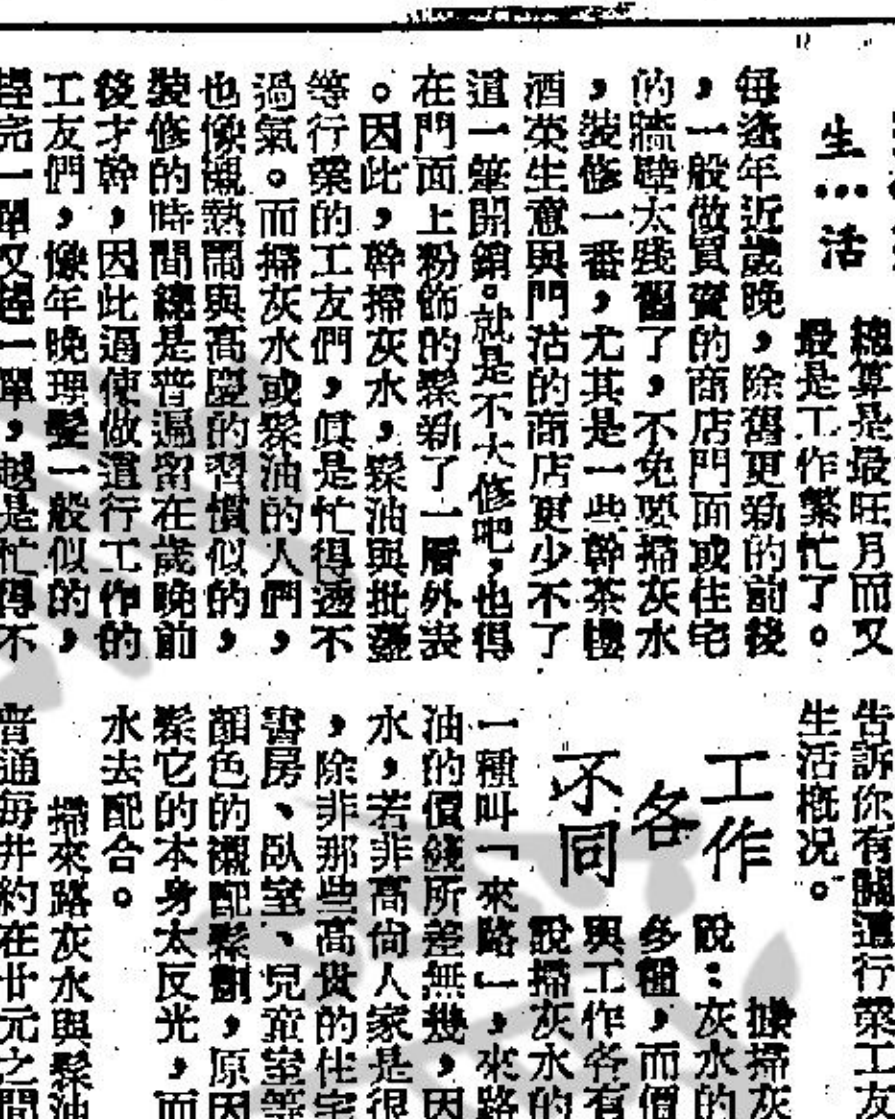 生…活
總算是最旺月而又
最是工作繁忙了。
每逢年近歲晚,除舊更新的前後
,一般做買賣的商店門面或住宅
的牆壁太殘舊了,不免要掃灰水
,裝修一番,尤其是一些幹茶樓
酒菜生意與門沽的商店更少不了
這一筆開銷。就是不大修吧,也得
在門面上粉飾的髹新了一層外表
。因此,幹掃灰水,髹油與批盪
等行業的工友們,眞是忙得透不
過氣。而掃灰水或髹油的人們,
也像襯熱鬧與高慶的習慣似的,
裝修的時間總是普遍留在歲晚前
後才幹,因此逼使做這行工作的
工友們,像年晚理髮一般似的,
趕完一單又趕一單,越是忙得不
告訴你有關這行業工友
生活概况。
工作
各
不同
據掃灰
說:灰水的
多種,而價
與工作各有
說掃灰水的
一種叫「來路」,來路
油的價錢所差無幾,因
水,若非高尙人家是很
,除非那些高貴的住宅
書房、臥室、兒童室等
顏色的襯配髹劃,原因
髹它的本身太反光,而
水去配合。
掃來路灰水與髹油
普通每井約在廿元之間